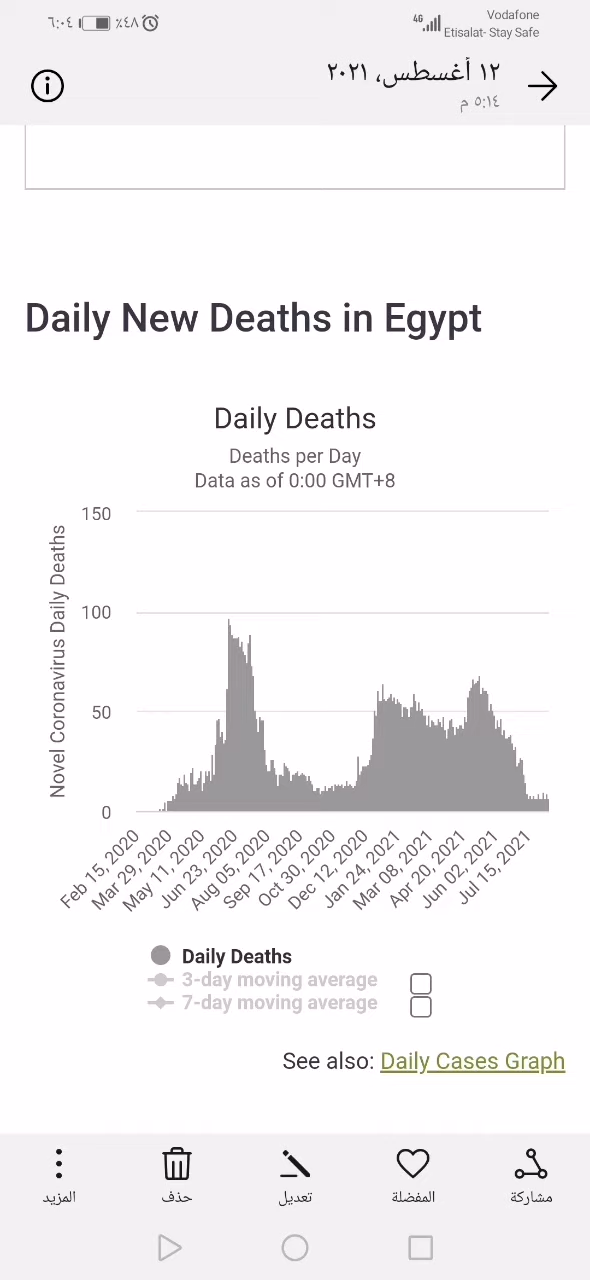 ٦:٠٤ ٪٤٨ 4G Vodafone
Etisalat- Stay Safe
١٢ أغسطس، ٢٠٢١
٥:١٤ م
Daily New Deaths in Egypt
Daily Deaths
Deaths per Day
Data as of 0:00 GMT+8
Novel Coronavirus Daily Deaths
150
100
50
0
Feb 15, 2020
Mar 29, 2020
May 11, 2020
Jun 23, 2020
Aug 05, 2020
Sep 17, 2020
Oct 30, 2020
Dec 12, 2020
Jan 24, 2021
Mar 08, 2021
Apr 20, 2021
Jun 02, 2021
Jul 15, 2021
Daily Deaths
3-day moving average
7-day moving average
See also: Daily Cases Graph
مشاركة
المفضلة
تعديل
حذف
المزيد